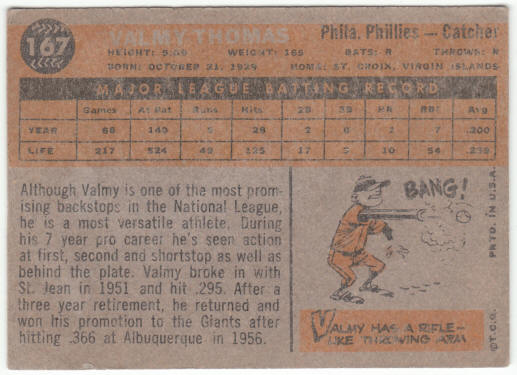 167
VALMY THOMAS
Phila. Phillies — Catcher
HEIGHT: 5:09 WEIGHT: 165 BATS: R THROWS: R
BORN: OCTOBER 21, 1929 HOME: ST. CROIX, VIRGIN ISLANDS
MAJOR LEAGUE BATTING RECORD
Games At Bat Runs Hits 2B 3B HR RBI Avg
YEAR 66 140 5 28 2 0 1 7 .200
LIFE 217 524 49 125 17 3 10 54 .239
Although Valmy is one of the most prom-
ising backstops in the National League,
he is a most versatile athlete. During
his 7 year pro career he's seen action
at first, second and shortstop as well as
behind the plate. Valmy broke in with
St. Jean in 1951 and hit .295. After a
three year retirement, he returned and
won his promotion to the Giants after
hitting .366 at Albuquerque in 1956.
BANG!
VALMY HAS A RIFLE-
LIKE THROWING ARM
©T.C.G. PRTD. IN U.S.A.